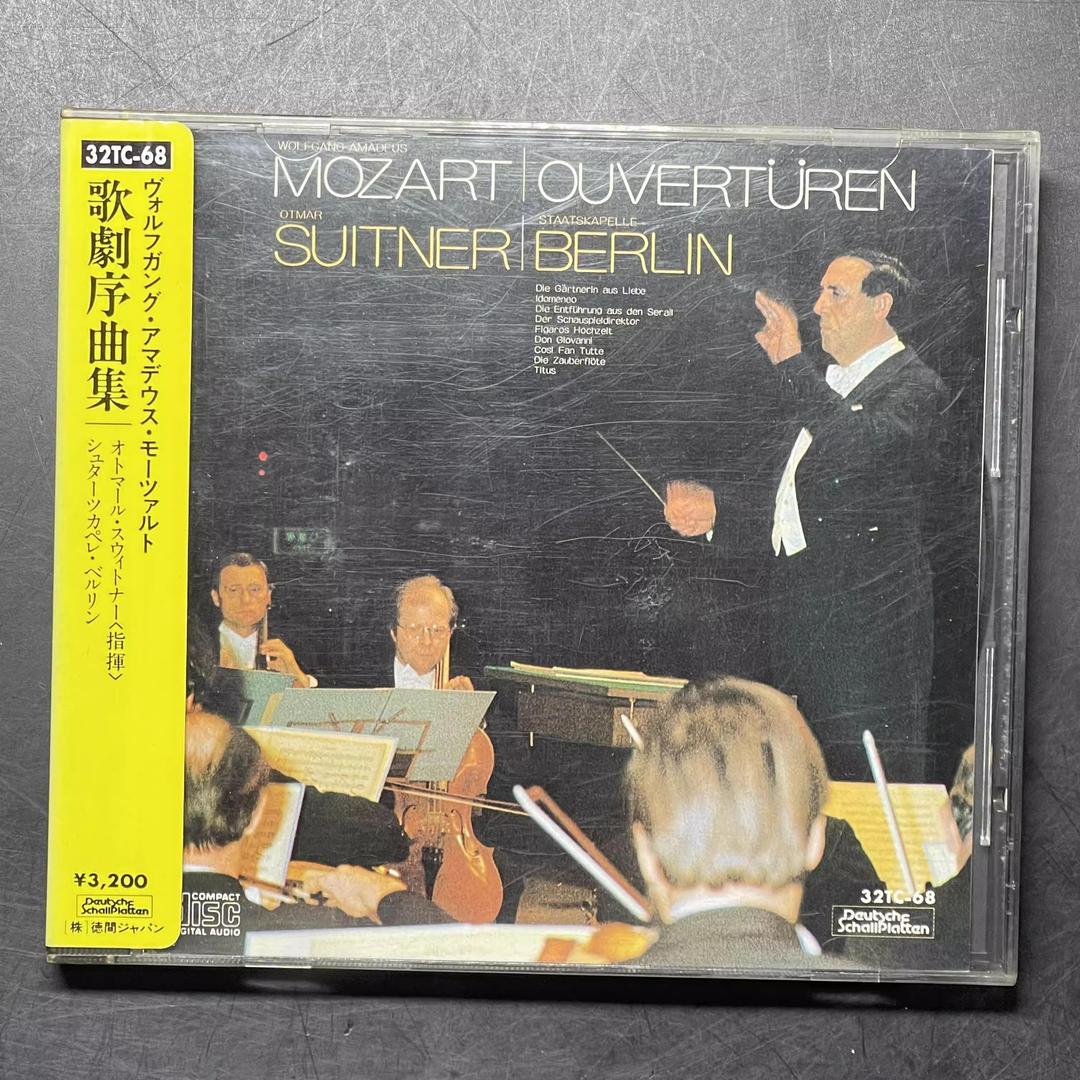 32TC-68
ヴォルフガング・アマデウス・モーツァルト
歌劇序曲集
オトマール・スウィトナー〈指揮〉
シュターツカペレ・ベルリン
¥3,200
Deutsche
Schallplatten
[株]徳間ジャパン
WOLFGANG AMADEUS
MOZART OUVERTÜREN
OTMAR
STAATSKAPELLE
SUITNER BERLIN
Die Gärtnerin aus Liebe
Idomeneo
Die Entführung aus den Serail
Der Schauspieldirektor
Figaros Hochzeit
Don Giovanni
Cosi Fan Tutte
Die Zauberflöte
Titus
COMPACT
DISC
DIGITAL AUDIO
32TC-68
Deutsche
Schallplatten